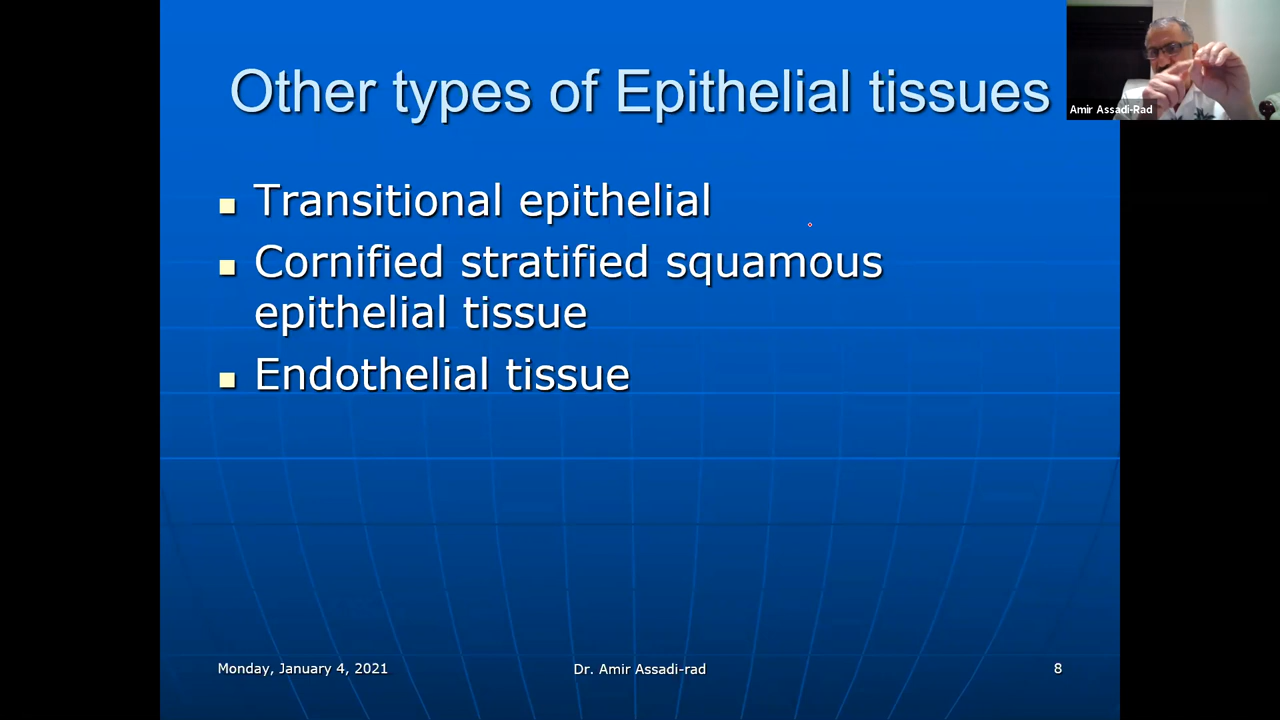 Other types of Epithelial tissues
Amir Assadi-Rad
Transitional epithelial
Cornified stratified squamous
epithelial tissue
Endothelial tissue
Monday, January 4, 2021
Dr. Amir Assadi-rad
8